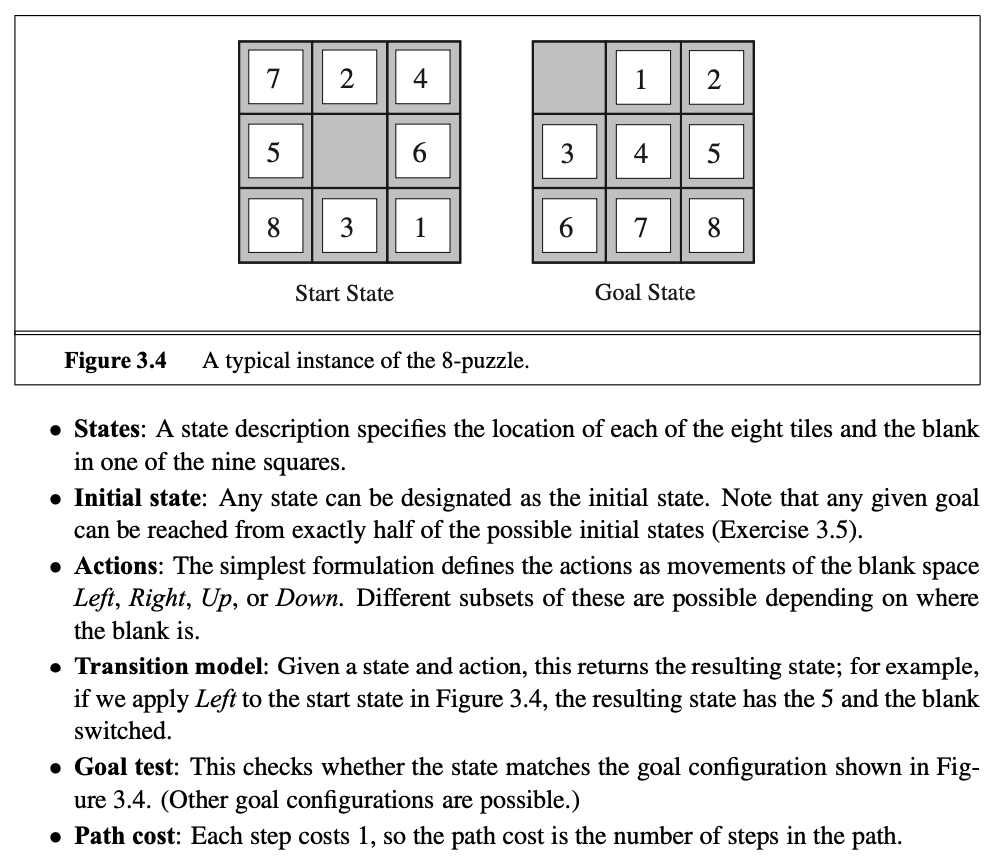 7 2 4
5 6
8 3 1
Start State
1 2
3 4 5
6 7 8
Goal State
Figure 3.4 A typical instance of the 8-puzzle.
• States: A state description specifies the location of each of the eight tiles and the blank
in one of the nine squares.
• Initial state: Any state can be designated as the initial state. Note that any given goal
can be reached from exactly half of the possible initial states (Exercise 3.5).
• Actions: The simplest formulation defines the actions as movements of the blank space
Left, Right, Up, or Down. Different subsets of these are possible depending on where
the blank is.
• Transition model: Given a state and action, this returns the resulting state; for example,
if we apply Left to the start state in Figure 3.4, the resulting state has the 5 and the blank
switched.
• Goal test: This checks whether the state matches the goal configuration shown in Fig-
ure 3.4. (Other goal configurations are possible.)
• Path cost: Each step costs 1, so the path cost is the number of steps in the path.